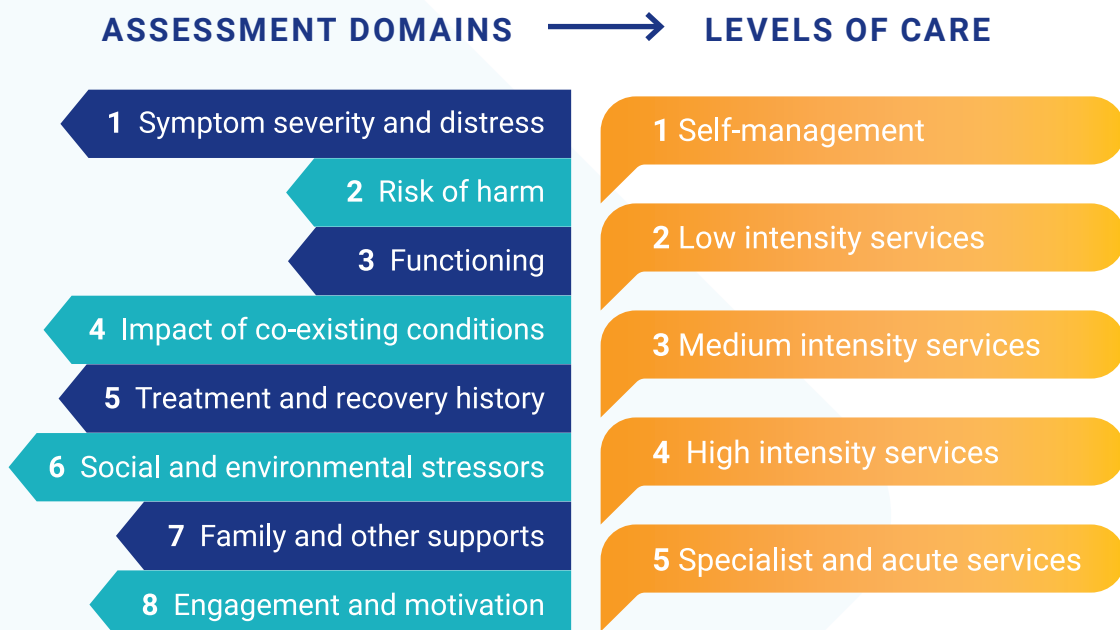 ASSESSMENT DOMAINS
LEVELS OF CARE
1 Symptom severity and distress
2 Risk of harm
3 Functioning
4 Impact of co-existing conditions
5 Treatment and recovery history
6 Social and environmental stressors
7 Family and other supports
8 Engagement and motivation
1 Self-management
2 Low intensity services
3 Medium intensity services
4 High intensity services
5 Specialist and acute services